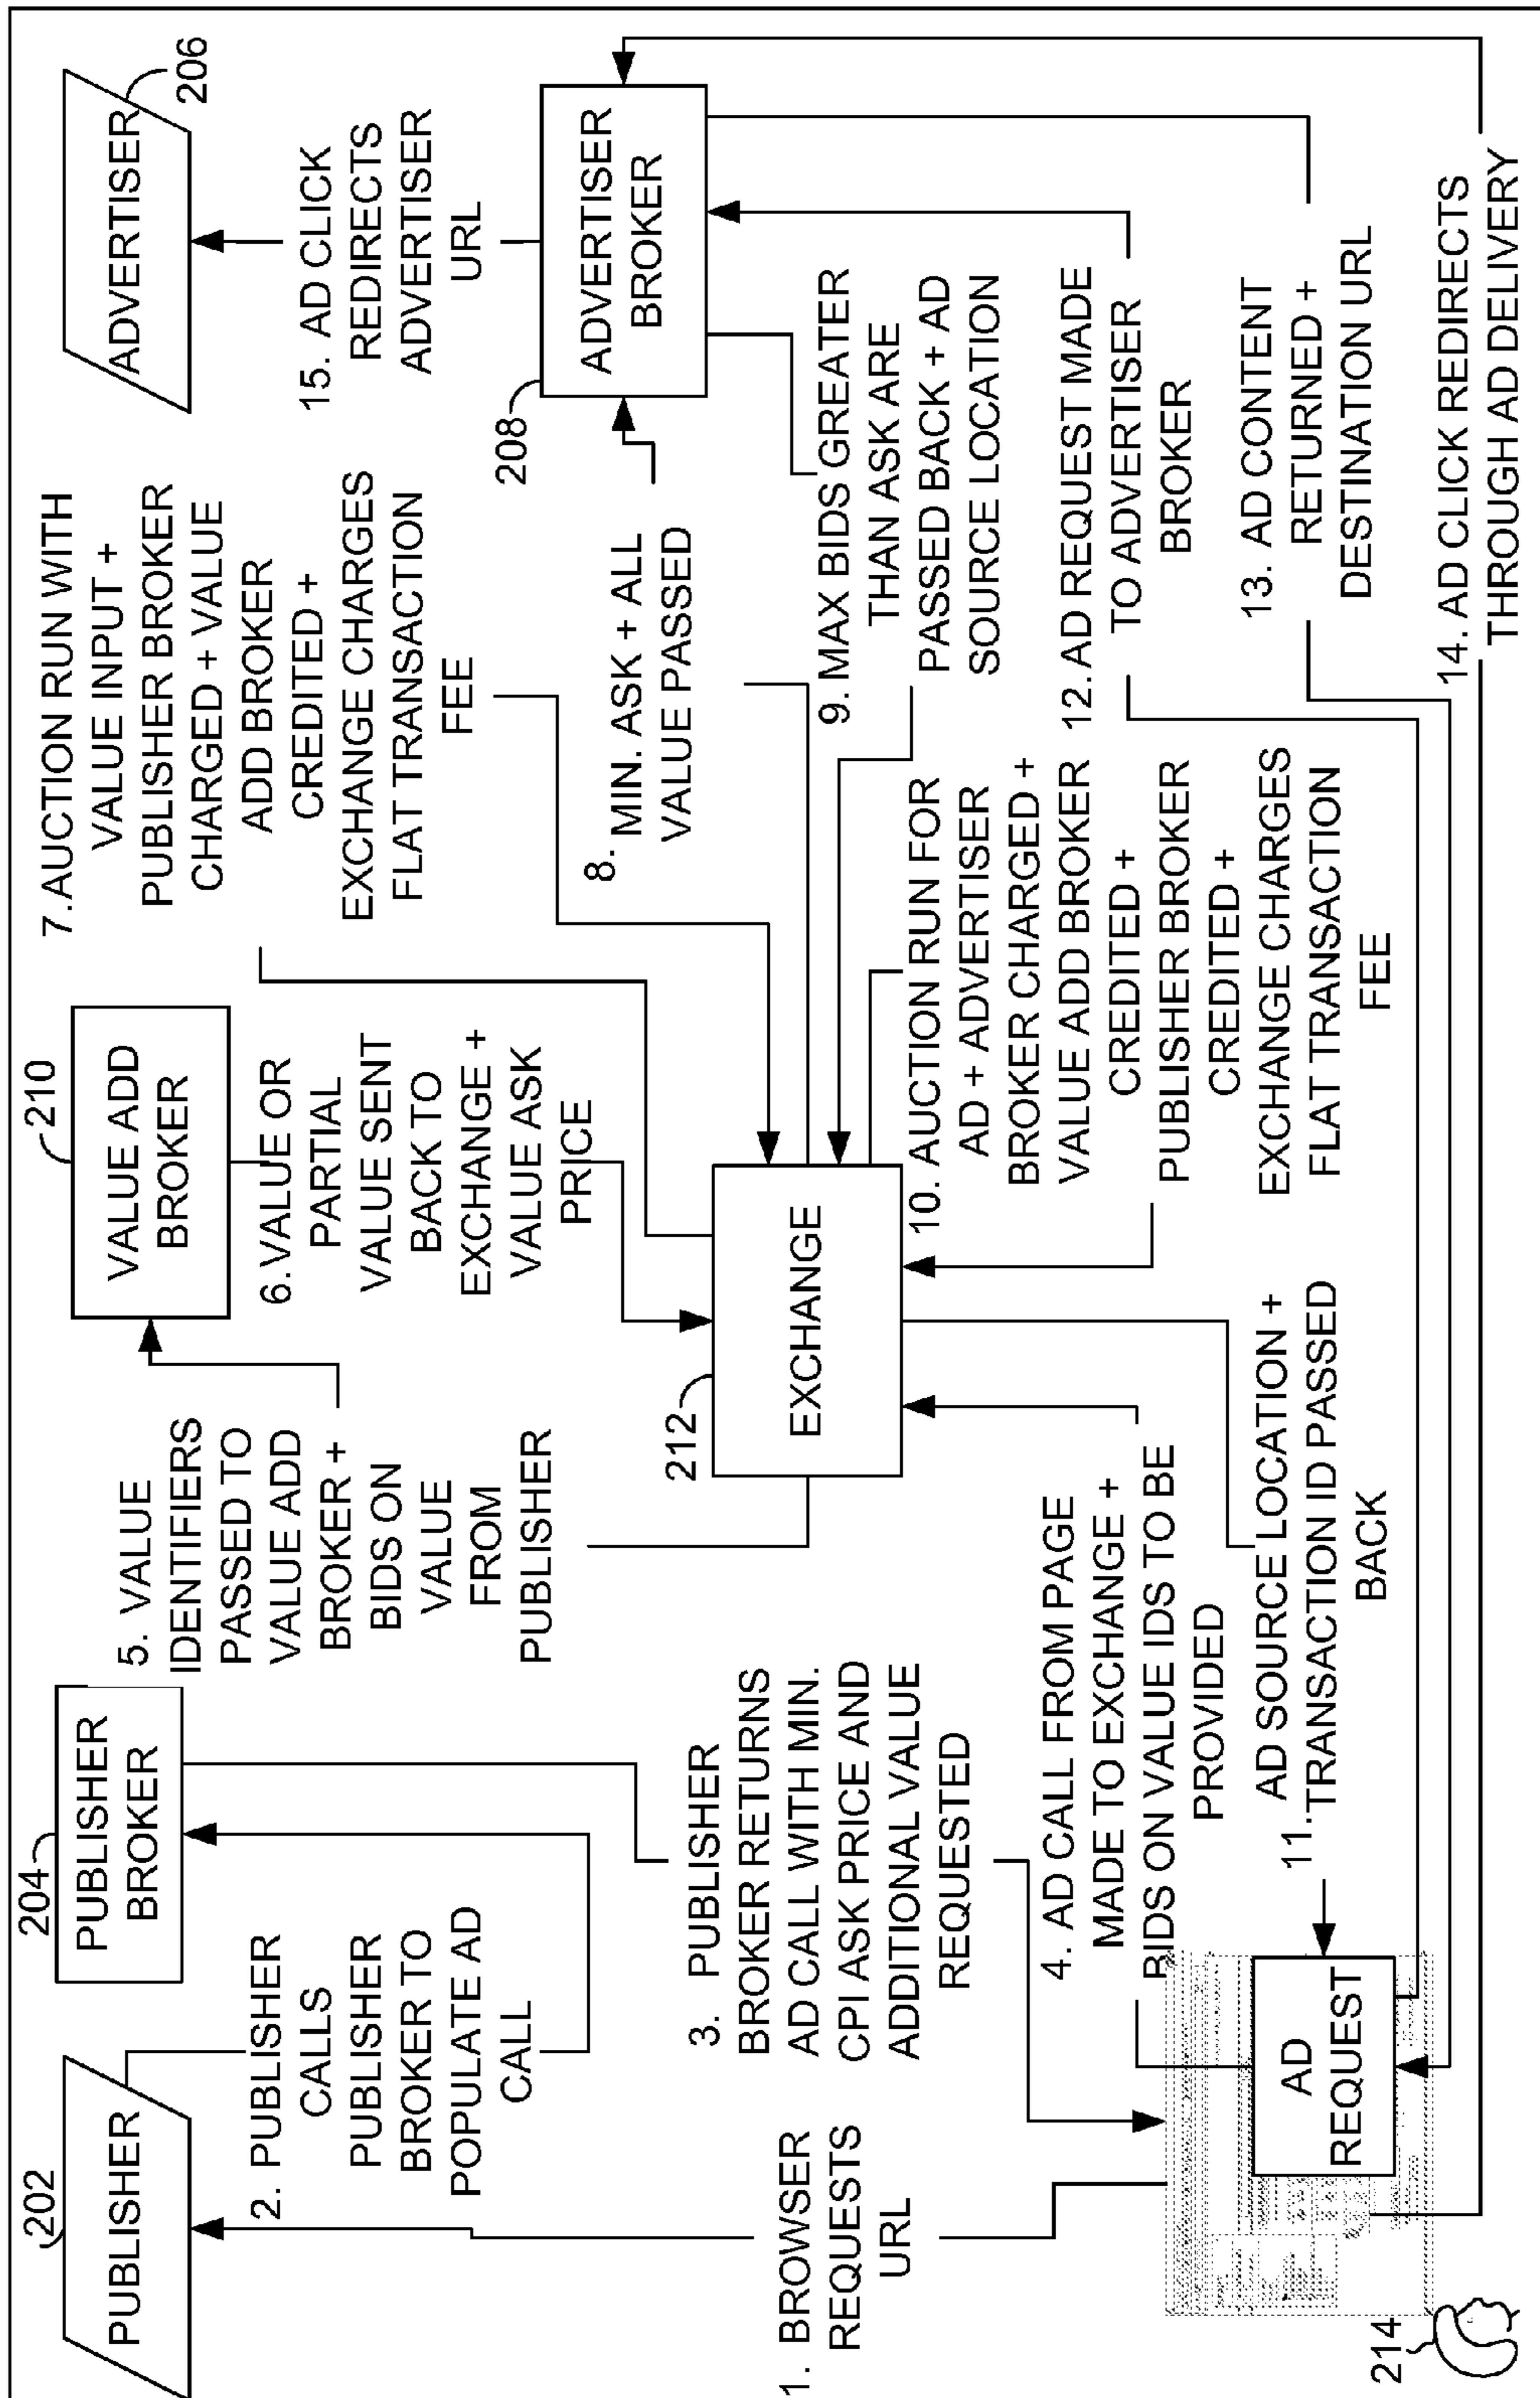 202
PUBLISHER
204
PUBLISHER
BROKER
210
VALUE ADD
BROKER
ADVERTISER
206
1. BROWSER
REQUESTS
URL
2. PUBLISHER
CALLS
PUBLISHER
BROKER TO
POPULATE AD
CALL
3. PUBLISHER
BROKER RETURNS
AD CALL WITH MIN.
CPI ASK PRICE AND
ADDITIONAL VALUE
REQUESTED
4. AD CALL FROM PAGE
MADE TO EXCHANGE +
BIDS ON VALUE IDS TO BE
PROVIDED
5. VALUE
IDENTIFIERS
PASSED TO
VALUE ADD
BROKER +
BIDS ON
VALUE
FROM
PUBLISHER
6. VALUE OR
PARTIAL
VALUE SENT
BACK TO
EXCHANGE +
VALUE ASK
PRICE
7. AUCTION RUN WITH
VALUE INPUT +
PUBLISHER BROKER
CHARGED + VALUE
ADD BROKER
CREDITED +
EXCHANGE CHARGES
FLAT TRANSACTION
FEE
8. MIN. ASK + ALL
VALUE PASSED
212
EXCHANGE
208
ADVERTISER
BROKER
9. MAX BIDS GREATER
THAN ASK ARE
PASSED BACK + AD
SOURCE LOCATION
10. AUCTION RUN FOR
AD + ADVERTISER
BROKER CHARGED +
VALUE ADD BROKER
CREDITED +
PUBLISHER BROKER
CREDITED +
EXCHANGE CHARGES
FLAT TRANSACTION
FEE
AD SOURCE LOCATION +
11. TRANSACTION ID PASSED
BACK
12. AD REQUEST MADE
TO ADVERTISER
BROKER
13. AD CONTENT
RETURNED +
DESTINATION URL
14. AD CLICK REDIRECTS
THROUGH AD DELIVERY
15. AD CLICK
REDIRECTS
ADVERTISER
URL
AD
REQUEST
214